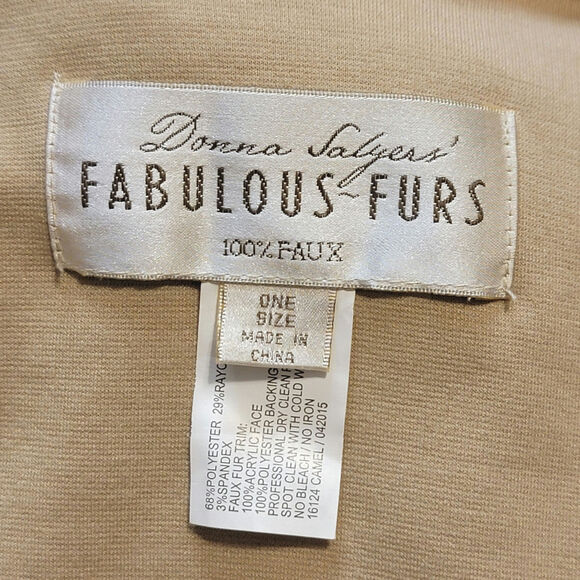 Donna Salyers'
FABULOUS-FURS
100% FAUX
ONE
SIZE
MADE IN
CHINA
68%POLYESTER 29%RAYO
3%SPANDEX
FAUX FUR TRIM:
100%ACRYLIC FACE
100%POLYESTER BACKING
PROFESSIONAL DRY CLEAN
SPOT CLEAN WITH COLD W
NO BLEACH / NO IRON
16124 CAMEL / 042015